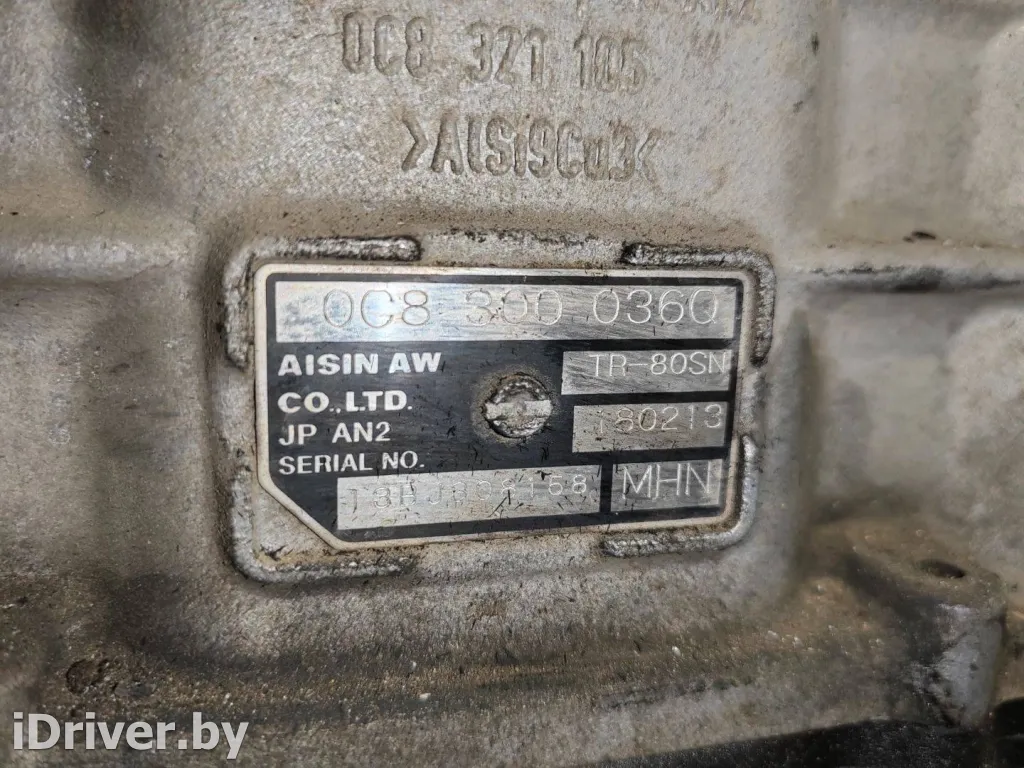 0C8 321 105
0C8 300 036Q
AISIN AW
CO.,LTD.
JP AN2
SERIAL NO.
TR-80SN
180213
MHN
iDriver.by